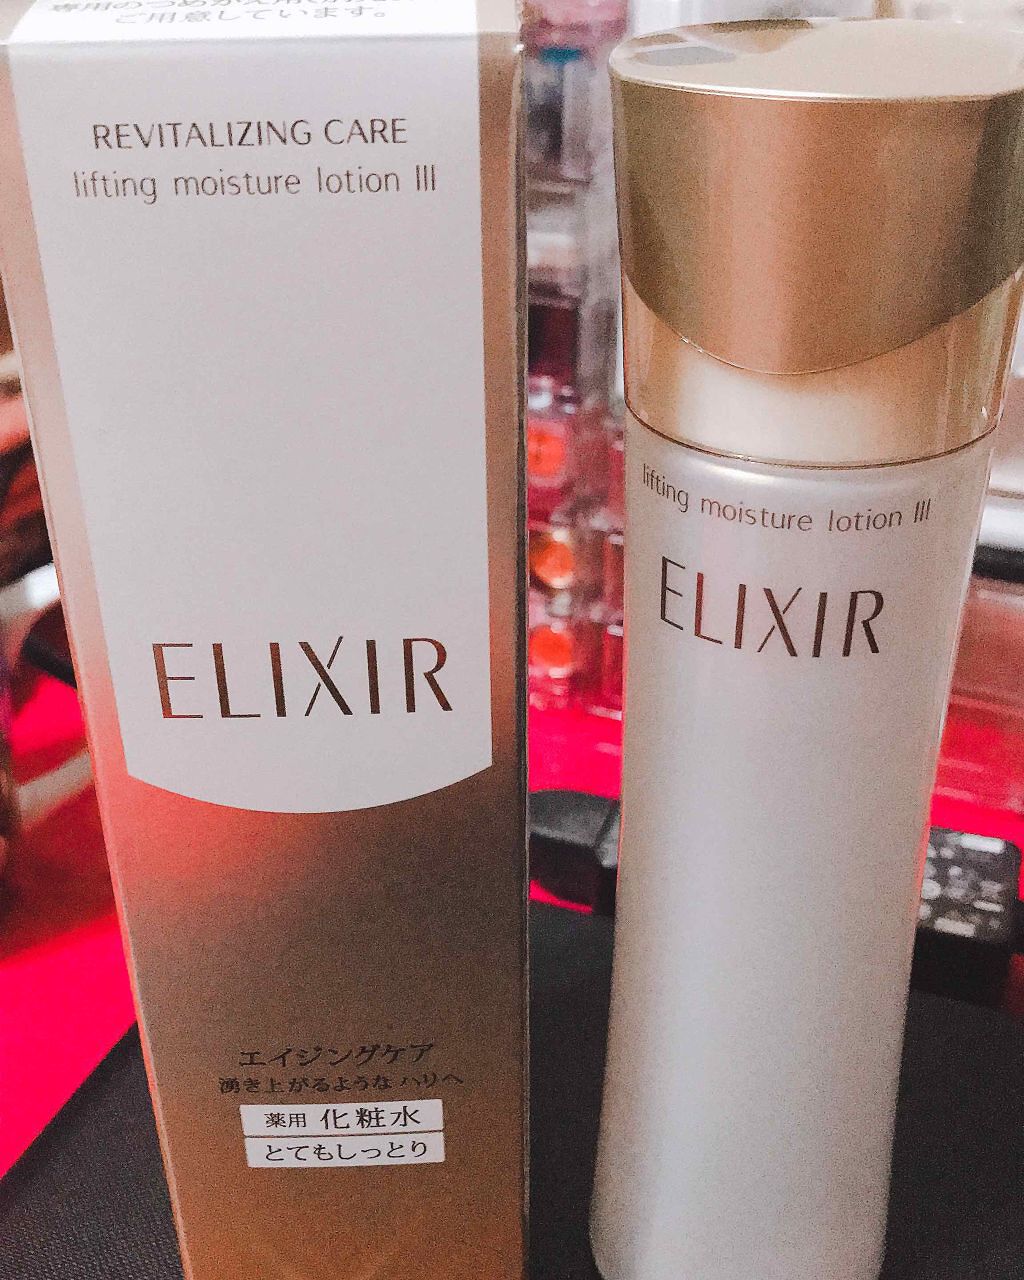 ご用意しています。
REVITALIZING CARE
lifting moisture lotion III
ELIXIR
エイジングケア
湧き上がるような ハリへ
薬用 化粧水
とてもしっとり
lifting moisture lotion III
ELIXIR